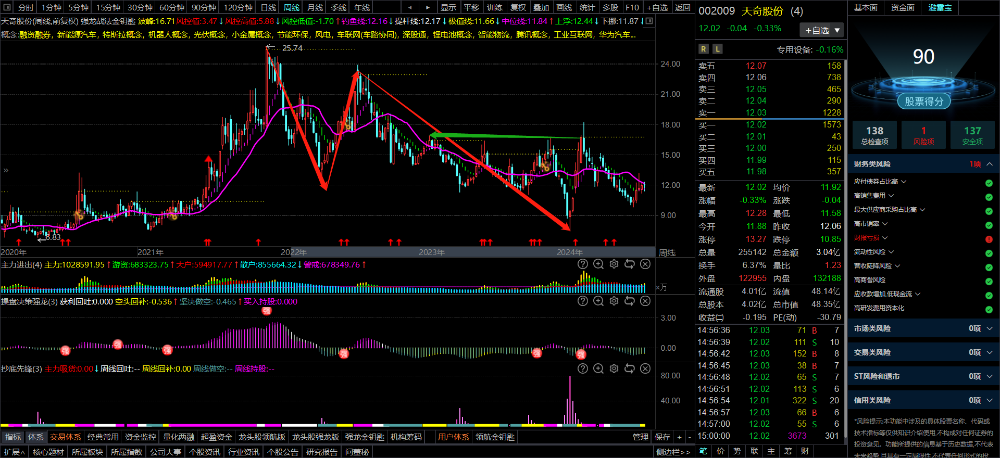 分时 1分钟 5分钟 15分钟 30分钟 60分钟 90分钟 120分钟 日线 周线 月线 季线 年线 ◂ ▸ 显示 平移 训练 复权 叠加 画线 统计 多股 F10 +自选 返回
天奇股份(周线,前复权) 强龙战法金钥匙 波峰:16.71 风控值:3.47↓ 风控高值:5.88↓ 风控低值:-1.70↑ 钓鱼线:12.16↓ 提杆线:12.17↓ 极值线:11.66↓ 中位线:11.84↑ 上浮:12.44↓ 下挪:11.87↓
概念:融资融券，新能源汽车，特斯拉概念，机器人概念，光伏概念，小金属概念，节能环保，风电，车联网(车路协同)，深股通，锂电池概念，智能物流，腾讯概念，工业互联网，华为汽车...
25.74
24.00
21.00
18.00
15.00
»
12.00
9.00
6.83
2020年 2021年 2022年 2023年 2024年 周线
主力进出(4) 主力:1028591.95↑ 游资:683323.75↑ 大户:594917.77↑ 散户:855664.32↓ 警戒:678349.76↑
×万
操盘决策强龙(3) 获利回吐:0.000 空头回补:-0.536↑ 坚决做空:-0.465↑ 买入持股:0.000
强 强 强 强 强 强 强
3.00
0.00
抄底先锋(3) 主力吸货:0.00↓ 周线回吐:-- 周线回补:0.00 周线做空:-- 周线持股:--
80.00
40.00
指标 体系 交易体系 经典常用 资金监控 量化两融 超盈资金 龙头股领航版 龙头股强龙版 强龙金钥匙 机构筹码 用户体系 领航金钥匙 管理 保存 + -
扩展∧ 核心题材 所属板块 所属指数 公司大事 个股资讯 行业资讯 个股公告 研究报告 问董秘 侧边栏>>
002009 天奇股份 (4)
12.02 -0.04 -0.33% +自选 ▼
R L 专用设备: -0.16%
卖五 12.07 158
卖四 12.06 738
卖三 12.05 465
卖二 12.04 290
卖一 12.03 1228
买一 12.02 1573
买二 12.01 43
买三 12.00 250
买四 11.99 115
买五 11.98 357
最新 12.02 均价 11.92
涨幅 -0.33% 涨跌 -0.04
最高 12.28 最低 11.58
今开 11.88 昨收 12.06
涨停 13.27 跌停 10.85
总量 255142 总金额 3.04亿
换手 6.37% 量比 1.23
外盘 122955 内盘 132188
流通股 4.01亿 流值 48.14亿
总股本 4.02亿 总市值 48.35亿
收益㈡ -0.195 PE(动) -30.79
14:56:36 12.03 71 B 7
14:56:39 12.02 111 S 10
14:56:42 12.03 152 B 8
14:56:45 12.03 38 B 7
14:56:48 12.02 65 S 7
14:56:51 12.02 113 S 6
14:56:54 12.01 322 S 20
14:56:57 12.03 66 B 6
14:57:00 12.02 55 S 6
15:00:00 12.02 3673 301
笔 价 势 联 主 筹 财
基本面 资金面 避雷宝
90
股票得分
138 1 137
总检查项 风险项 安全项
财务类风险 1项
应付债券占比高
高销售费用
最大供应商采购占比高
高市销率
财报亏损
流动性风险
营收陡降风险
高商誉风险
应收款增加,低现金流
高研发费用资本化
市场类风险 0项
交易类风险 0项
ST风险和退市 0项
信用类风险 0项
*风险提示:本功能中涉及的具体股票名称、代码或
技术指标等仅供知识介绍使用,不构成对任何证券的
投资意见。功能所提供的信息基于历史数据,不代表
未来趋势,且具有一定局限性,不代表任何形式的投